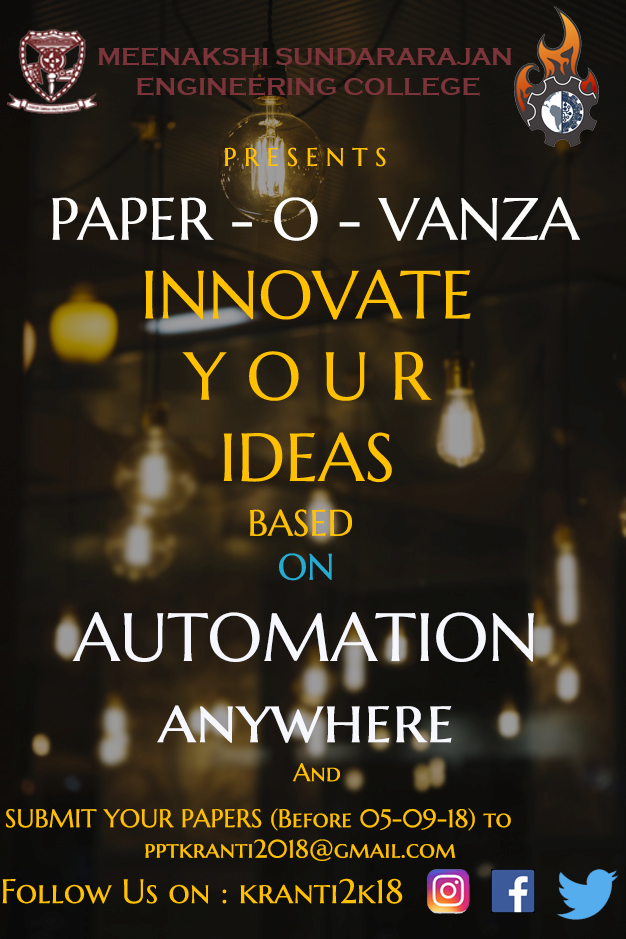 MEENAKSHI SUNDARARAJAN
ENGINEERING COLLEGE
PRESENTS
PAPER - O - VANZA
INNOVATE
YOUR
IDEAS
BASED
ON
AUTOMATION
ANYWHERE
And
SUBMIT YOUR PAPERS (Before 05-09-18) to
pptkranti2018@gmail.com
Follow Us on : kranti2k18